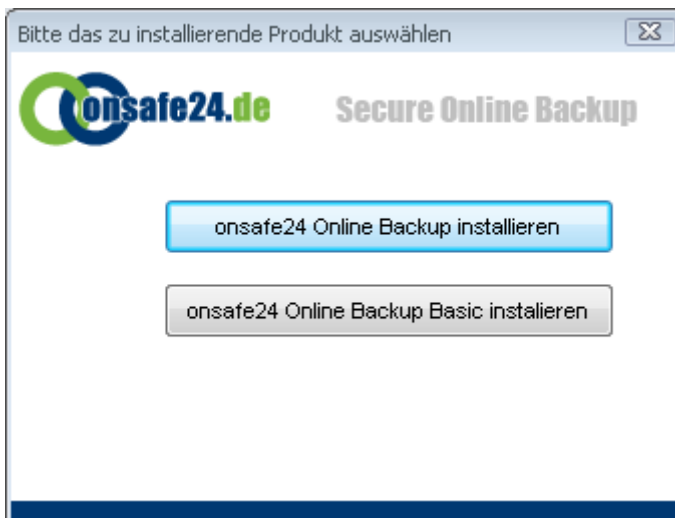 Bitte das zu installierende Produkt auswählen
onsafe24.de
Secure Online Backup
onsafe24 Online Backup installieren
onsafe24 Online Backup Basic instalieren